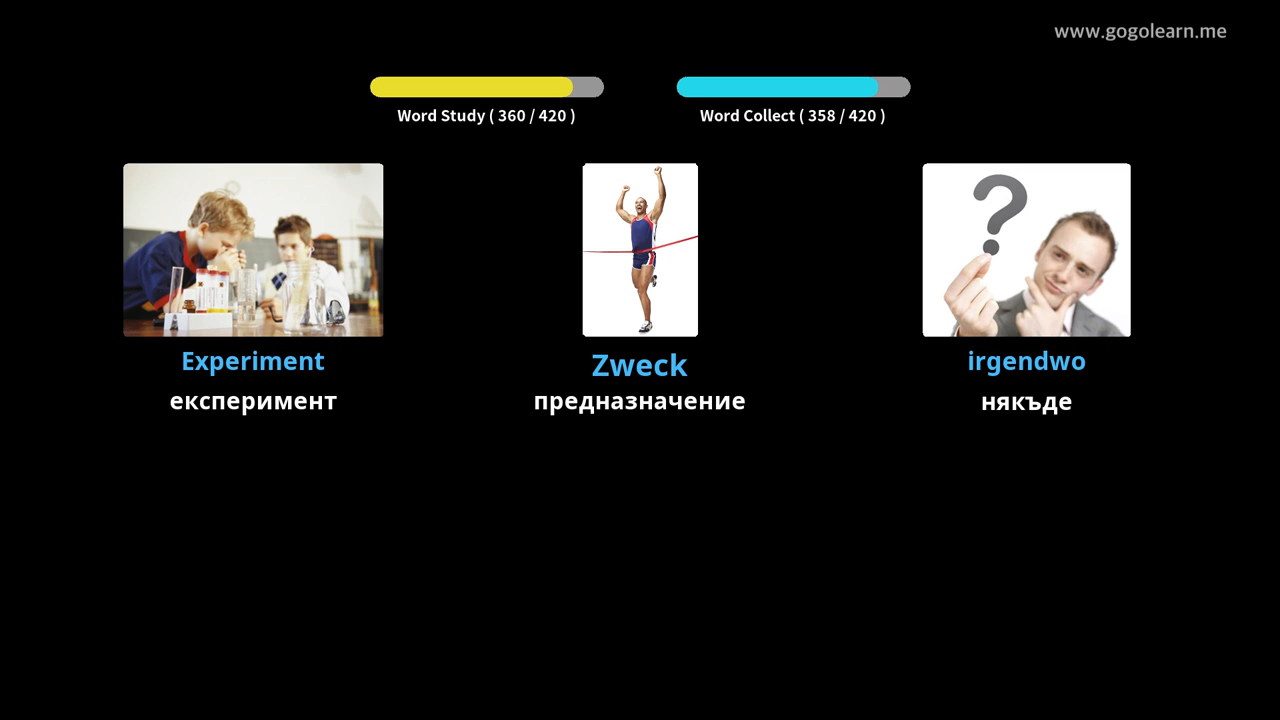 www.gogolearn.me
Word Study ( 360 / 420 )
Word Collect ( 358 / 420 )
Experiment
Zweck
irgendwo
експеримент
предназначение
някъде